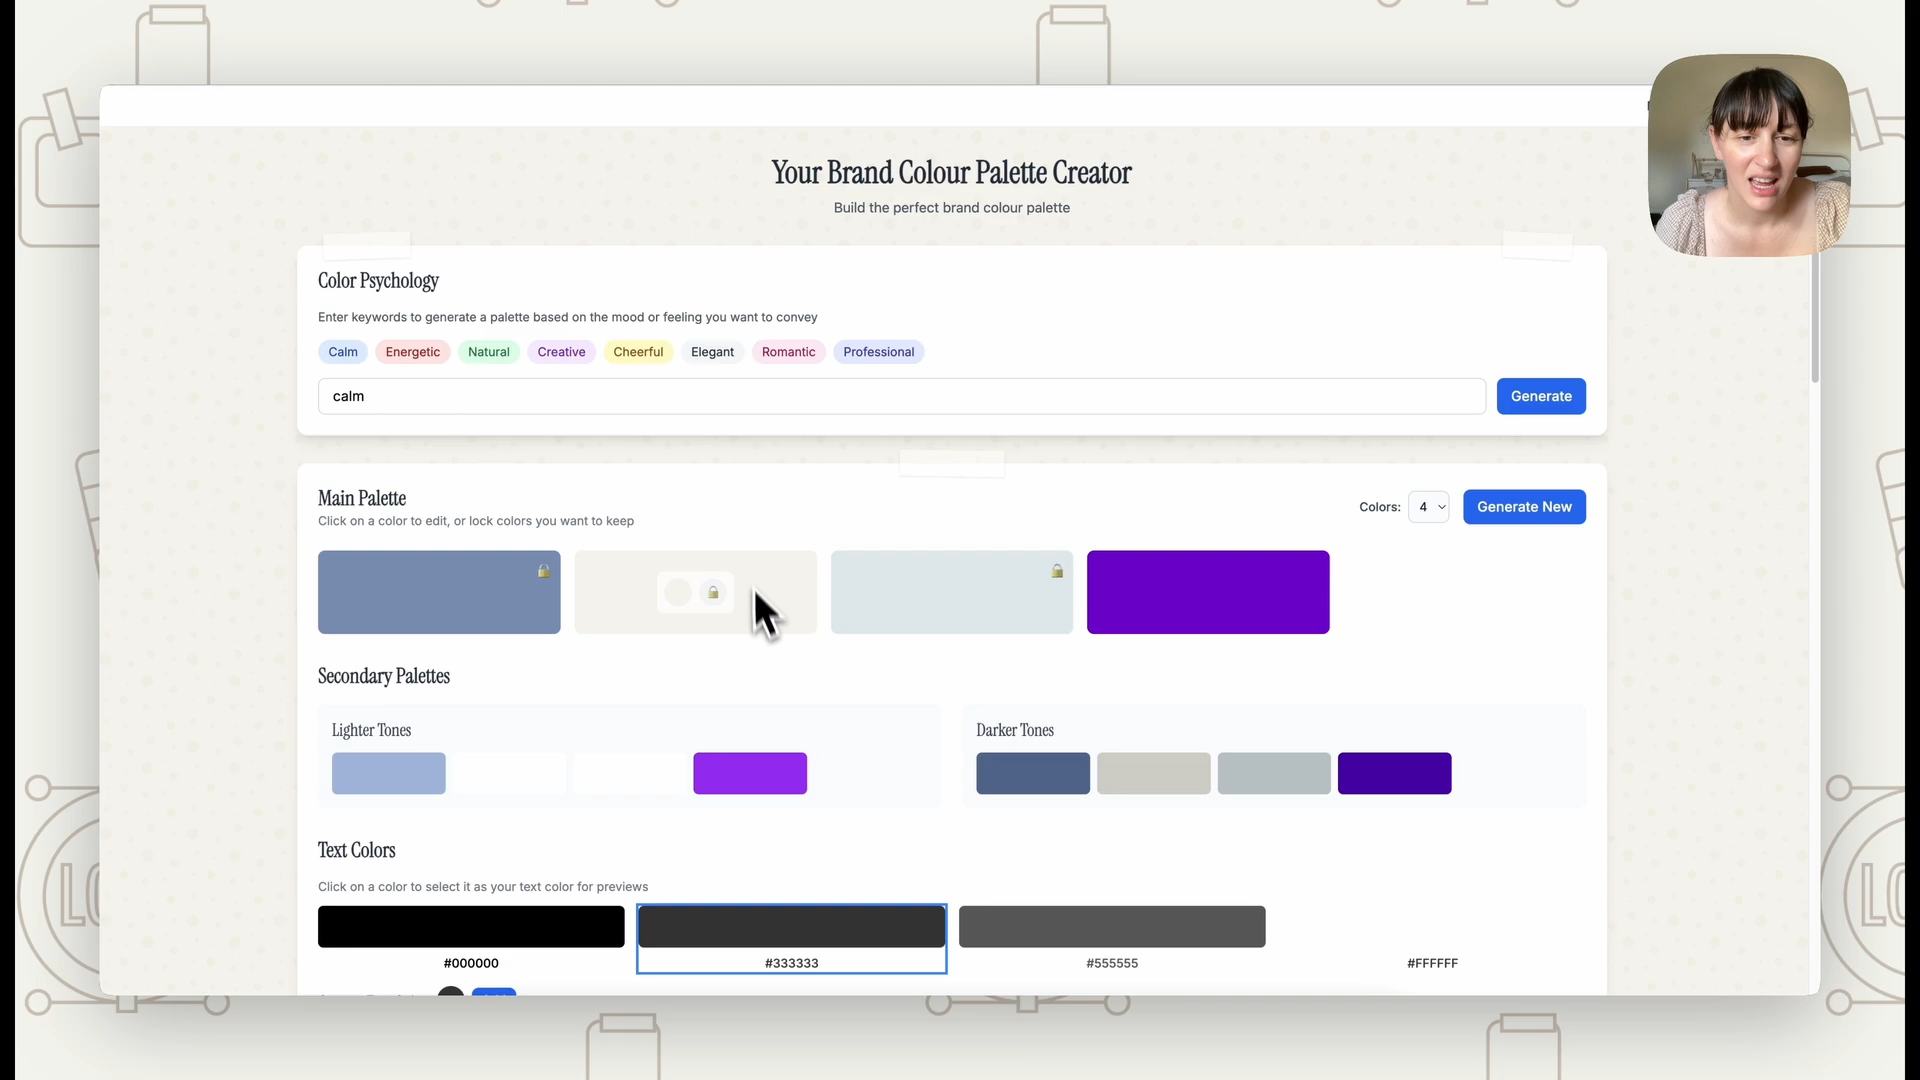 Your Brand Colour Palette Creator
Build the perfect brand colour palette
Color Psychology
Enter keywords to generate a palette based on the mood or feeling you want to convey
Calm Energetic Natural Creative Cheerful Elegant Romantic Professional
calm
Generate
Main Palette
Click on a color to edit, or lock colors you want to keep
Colors: 4 Generate New
Secondary Palettes
Lighter Tones
Darker Tones
Text Colors
Click on a color to select it as your text color for previews
#000000 #333333 #555555 #FFFFFF